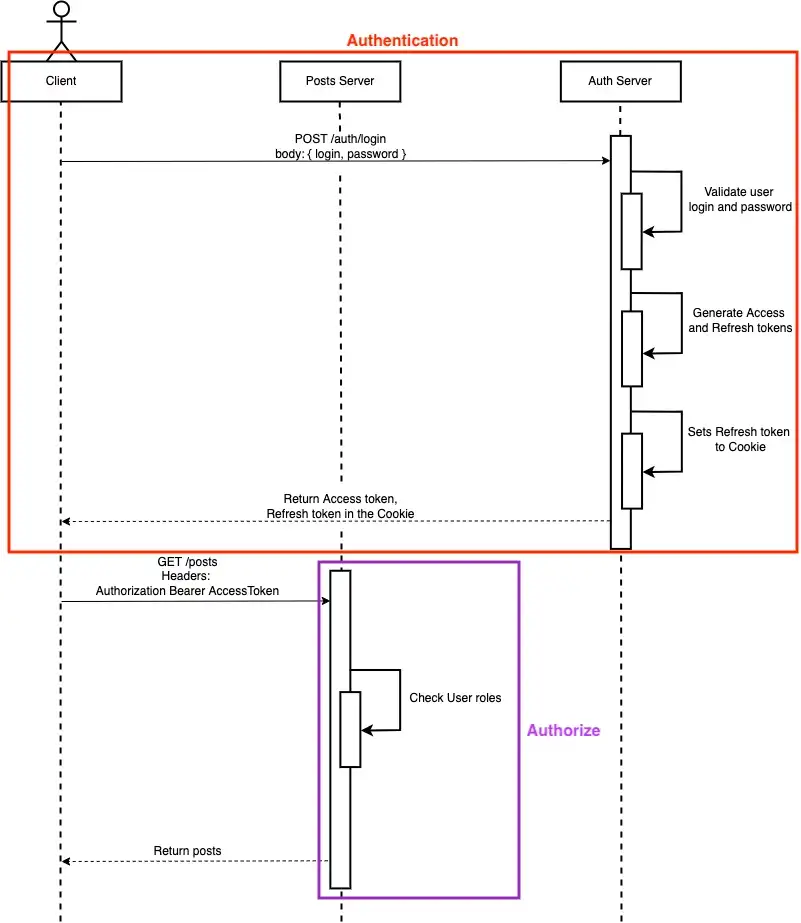 Authentication
Client
Posts Server
Auth Server
POST /auth/login
body: { login, password }
Validate user
login and password
Generate Access
and Refresh tokens
Sets Refresh token
to Cookie
Return Access token,
Refresh token in the Cookie
GET /posts
Headers:
Authorization Bearer AccessToken
Check User roles
Authorize
Return posts